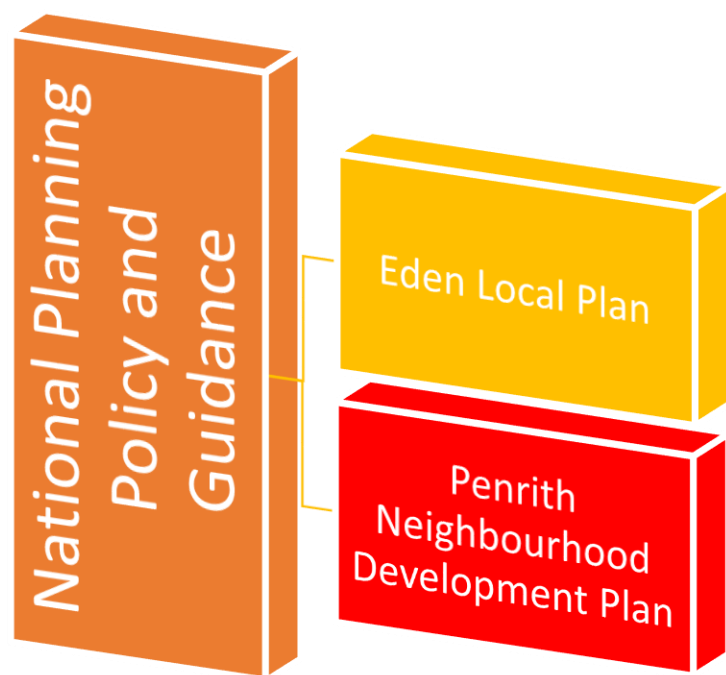 National Planning
Policy and
Guidance
Eden Local Plan
Penrith
Neighbourhood
Development Plan